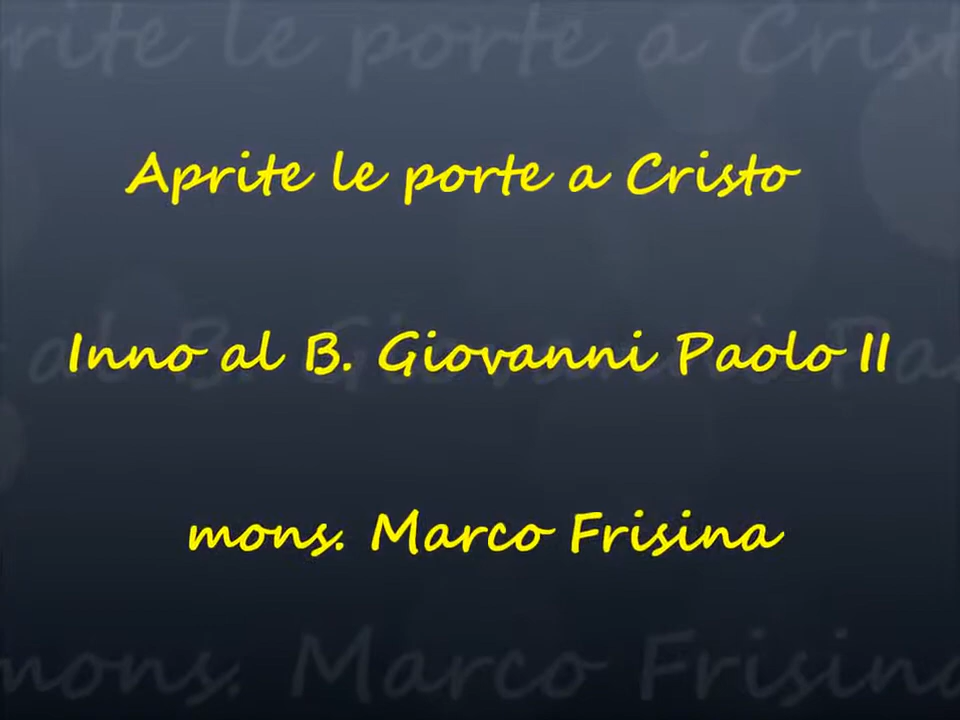 Aprite le porte a Cristo
Inno al B. Giovanni Paolo II
mons. Marco Frisina